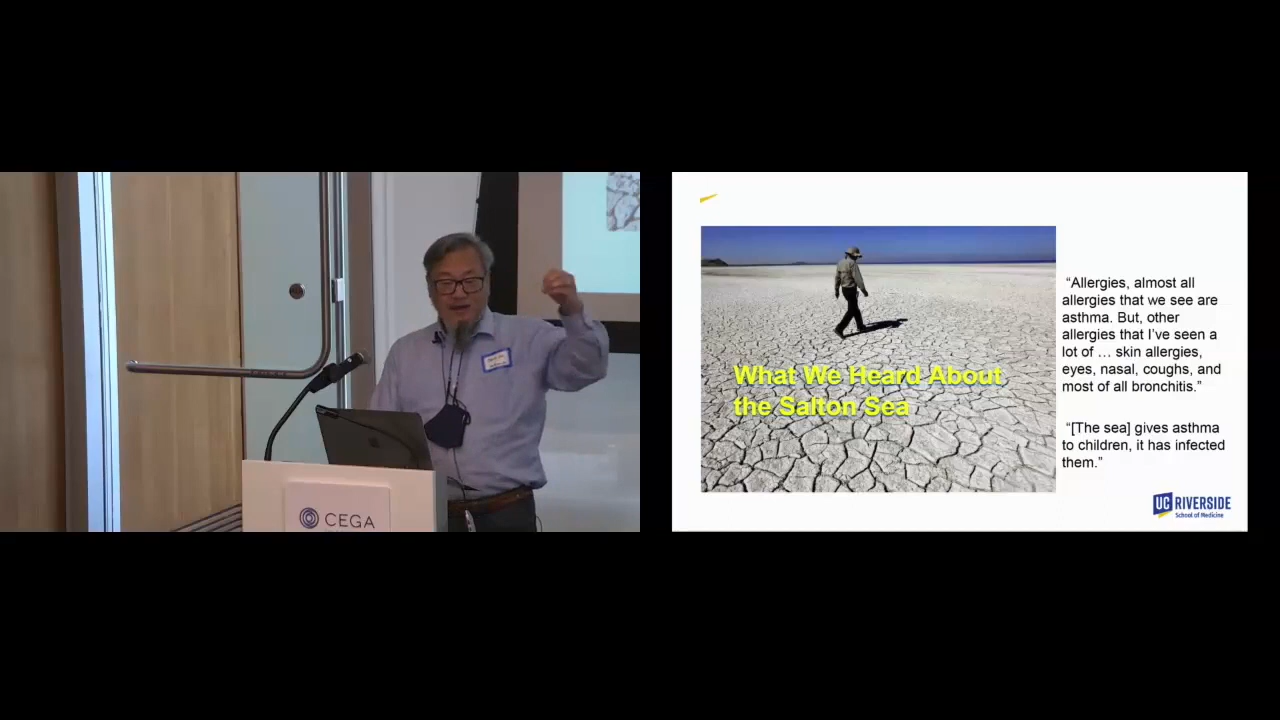 CEGA
What We Heard About
the Salton Sea
“Allergies, almost all
allergies that we see are
asthma. But, other
allergies that I’ve seen a
lot of … skin allergies,
eyes, nasal, coughs, and
most of all bronchitis.”
“[The sea] gives asthma
to children, it has infected
them.”
UC RIVERSIDE
School of Medicine